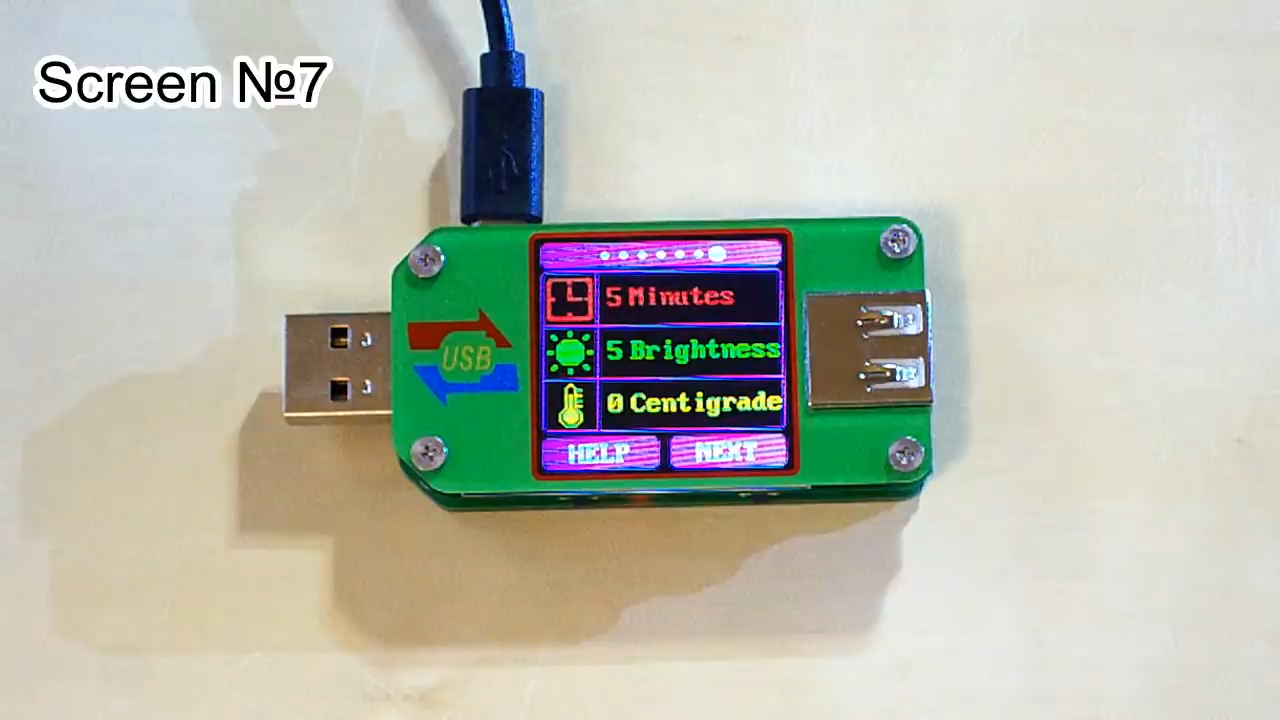 Screen №7
USB
5 Minutes
5 Brightness
0 Centigrade
HELP NEXT